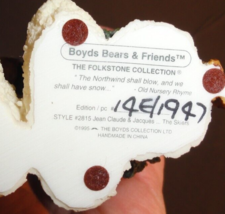 Boyds Bears & Friends™
THE FOLKSTONE COLLECTION®
"The Northwind shall blow, and we
shall have snow..." - Old Nursery Rhyme
Edition / pc 14E/1947
STYLE #2815 Jean Claude & Jacques... The Skiers
©1995 THE BOYDS COLLECTION LTD
HANDMADE IN CHINA